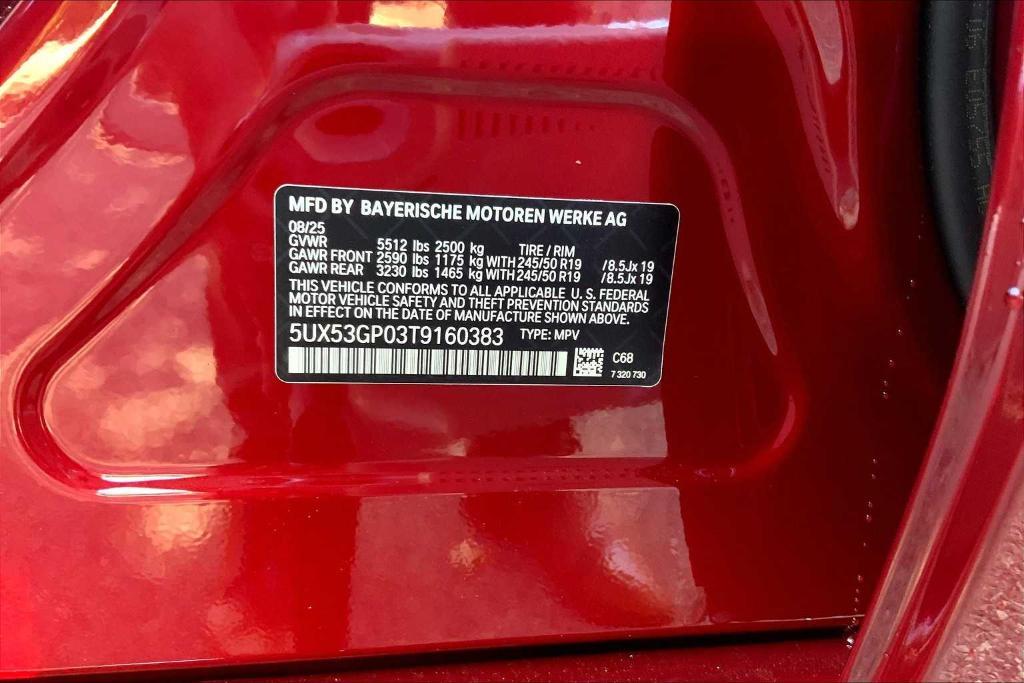 MFD BY BAYERISCHE MOTOREN WERKE AG
08/25
GVWR 5512 lbs 2500 kg TIRE / RIM
GAWR FRONT 2590 lbs 1175 kg WITH 245/50 R19 /8.5Jx 19
GAWR REAR 3230 lbs 1465 kg WITH 245/50 R19 /8.5Jx 19
THIS VEHICLE CONFORMS TO ALL APPLICABLE U.S. FEDERAL
MOTOR VEHICLE SAFETY AND THEFT PREVENTION STANDARDS
IN EFFECT ON THE DATE OF MANUFACTURE SHOWN ABOVE.
5UX53GP03T9160383 TYPE: MPV
C68
7 320 730